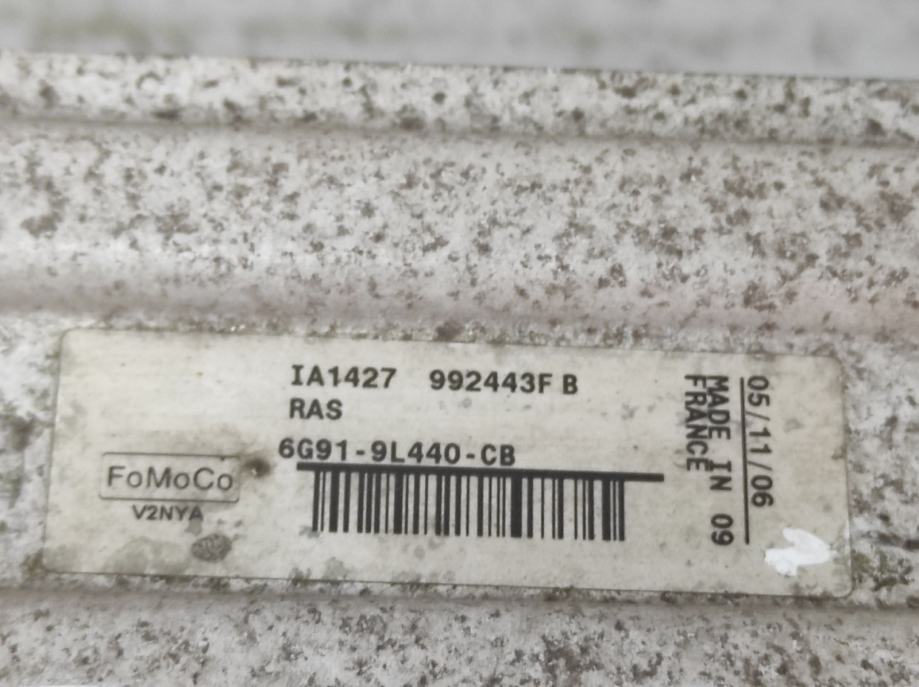 IA1427 992443F B
RAS
6G91-9L440-CB
FoMoCo
V2NYA
05/11/06
MADE IN 09
FRANCE